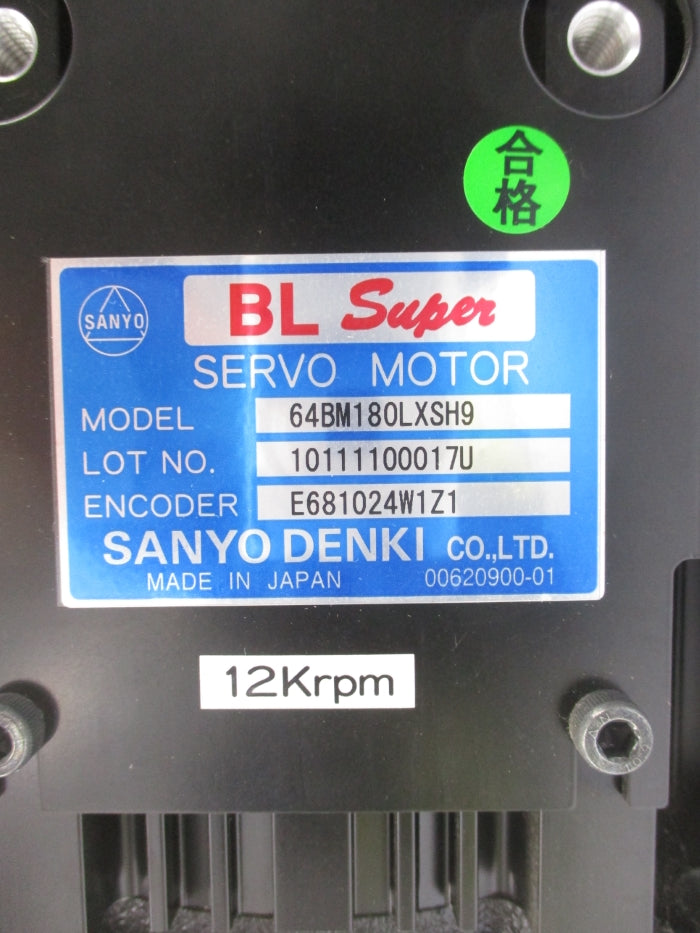 合
格
SANYO
BL Super
SERVO MOTOR
MODEL 64BM180LXSH9
LOT NO. 10111100017U
ENCODER E681024W1Z1
SANYO DENKI CO.,LTD.
MADE IN JAPAN 00620900-01
12Krpm